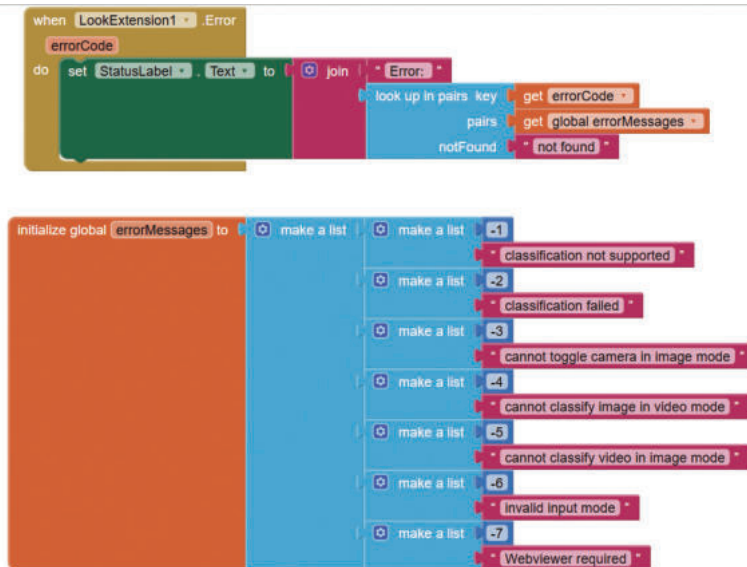 when LookExtension1 .Error
errorCode
do set StatusLabel . Text to join " Error: "
look up in pairs key get errorCode
pairs get global errorMessages
notFound " not found "
initialize global errorMessages to make a list make a list -1
" classification not supported "
make a list -2
" classification failed "
make a list -3
" cannot toggle camera in image mode "
make a list -4
" cannot classify image in video mode "
make a list -5
" cannot classify video in image mode "
make a list -6
" invalid input mode "
make a list -7
" Webviewer required "